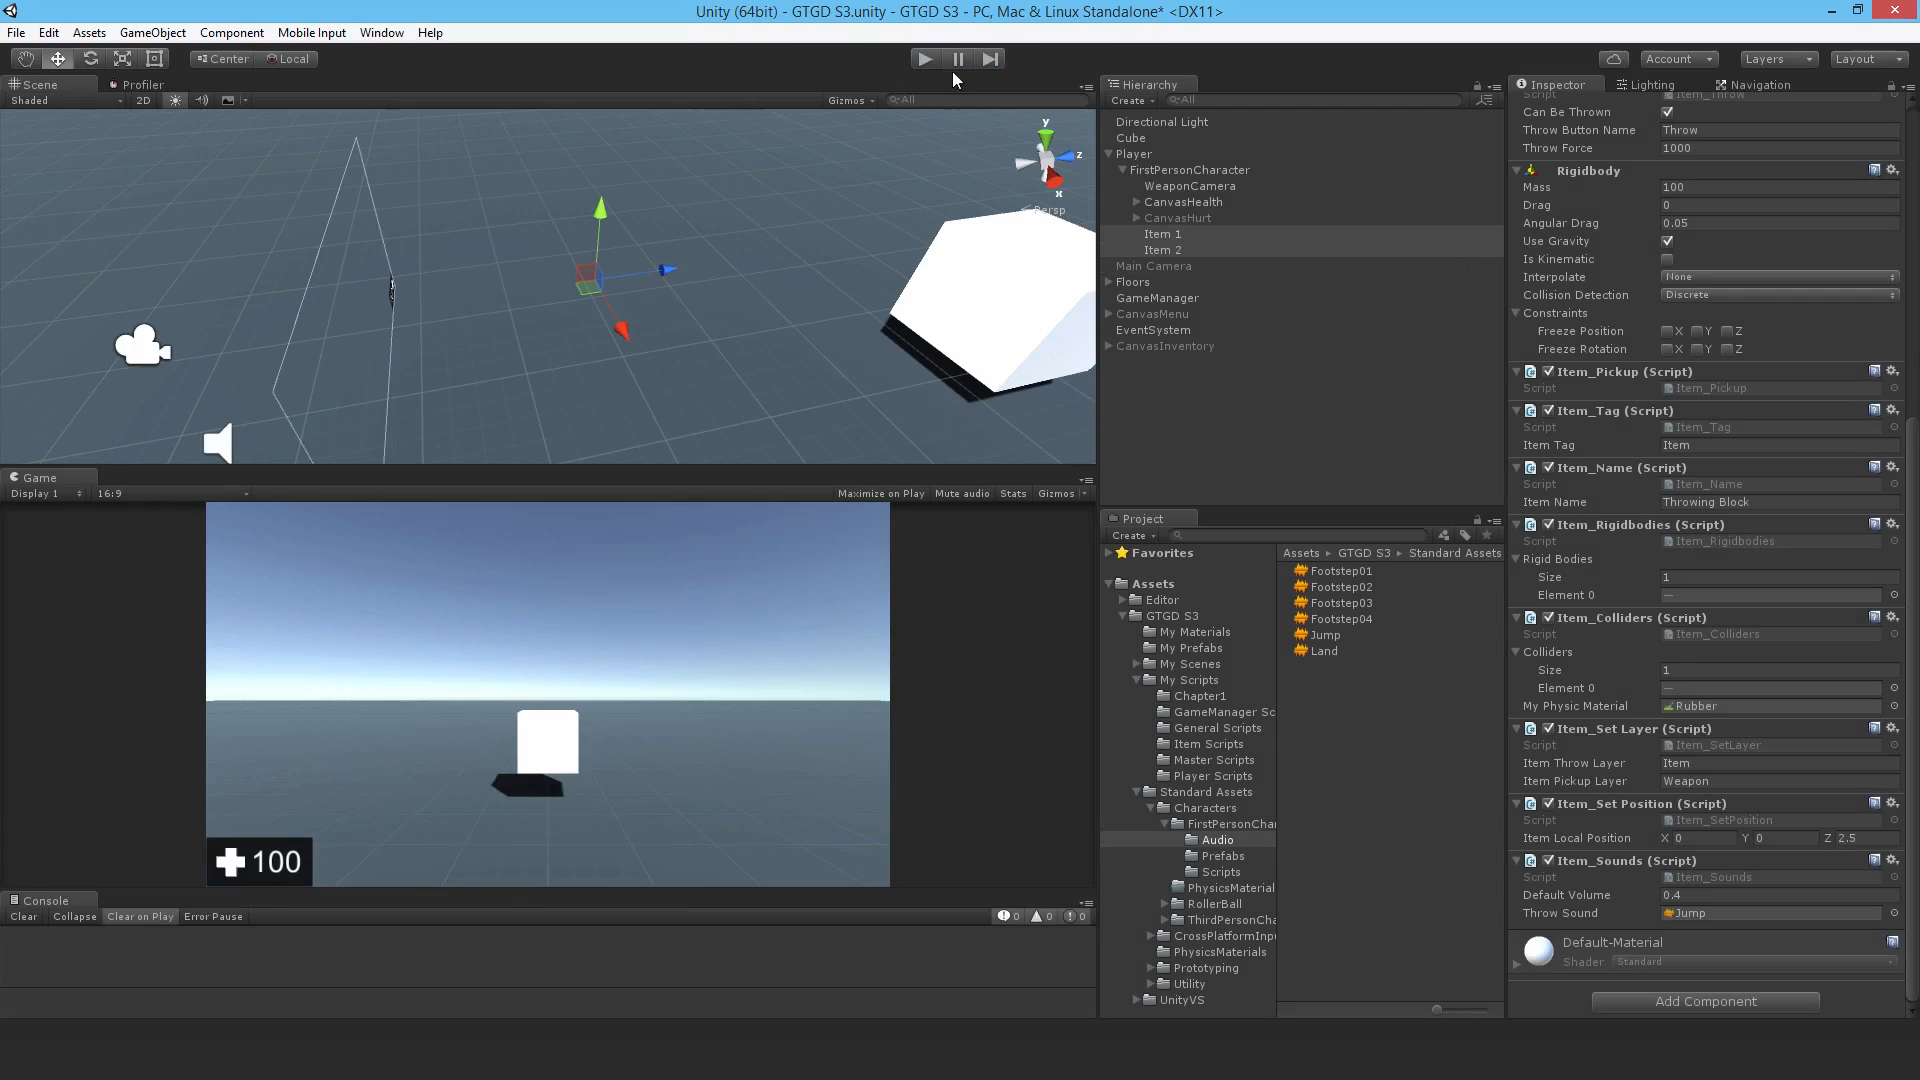 Unity (64bit) - GTGD S3.unity - GTGD S3 - PC, Mac & Linux Standalone* <DX11>
File Edit Assets GameObject Component Mobile Input Window Help
Center Local Account Layers Layout
Scene Profiler
Shaded 2D Gizmos All
y
z
x
Persp
Game
Display 1 16:9 Maximize on Play Mute audio Stats Gizmos
100
Console
Clear Collapse Clear on Play Error Pause 0 0 0
Hierarchy
Create All
Directional Light
Cube
Player
FirstPersonCharacter
WeaponCamera
CanvasHealth
CanvasHurt
Item 1
Item 2
Main Camera
Floors
GameManager
CanvasMenu
EventSystem
CanvasInventory
Project
Create
Favorites
Assets
Editor
GTGD S3
My Materials
My Prefabs
My Scenes
My Scripts
Chapter1
GameManager Sc
General Scripts
Item Scripts
Master Scripts
Player Scripts
Standard Assets
Characters
FirstPersonChar
Audio
Prefabs
Scripts
PhysicsMaterial
RollerBall
ThirdPersonCha
CrossPlatformInpu
PhysicsMaterials
Prototyping
Utility
UnityVS
Assets GTGD S3 Standard Assets
Footstep01
Footstep02
Footstep03
Footstep04
Jump
Land
Inspector Lighting Navigation
Script Item_Throw
Can Be Thrown
Throw Button Name Throw
Throw Force 1000
Rigidbody
Mass 100
Drag 0
Angular Drag 0.05
Use Gravity
Is Kinematic
Interpolate None
Collision Detection Discrete
Constraints
Freeze Position X Y Z
Freeze Rotation X Y Z
Item_Pickup (Script)
Script Item_Pickup
Item_Tag (Script)
Script Item_Tag
Item Tag Item
Item_Name (Script)
Script Item_Name
Item Name Throwing Block
Item_Rigidbodies (Script)
Script Item_Rigidbodies
Rigid Bodies
Size 1
Element 0 —
Item_Colliders (Script)
Script Item_Colliders
Colliders
Size 1
Element 0 —
My Physic Material Rubber
Item_Set Layer (Script)
Script Item_SetLayer
Item Throw Layer Item
Item Pickup Layer Weapon
Item_Set Position (Script)
Script Item_SetPosition
Item Local Position X 0 Y 0 Z 2.5
Item_Sounds (Script)
Script Item_Sounds
Default Volume 0.4
Throw Sound Jump
Default-Material
Shader Standard
Add Component